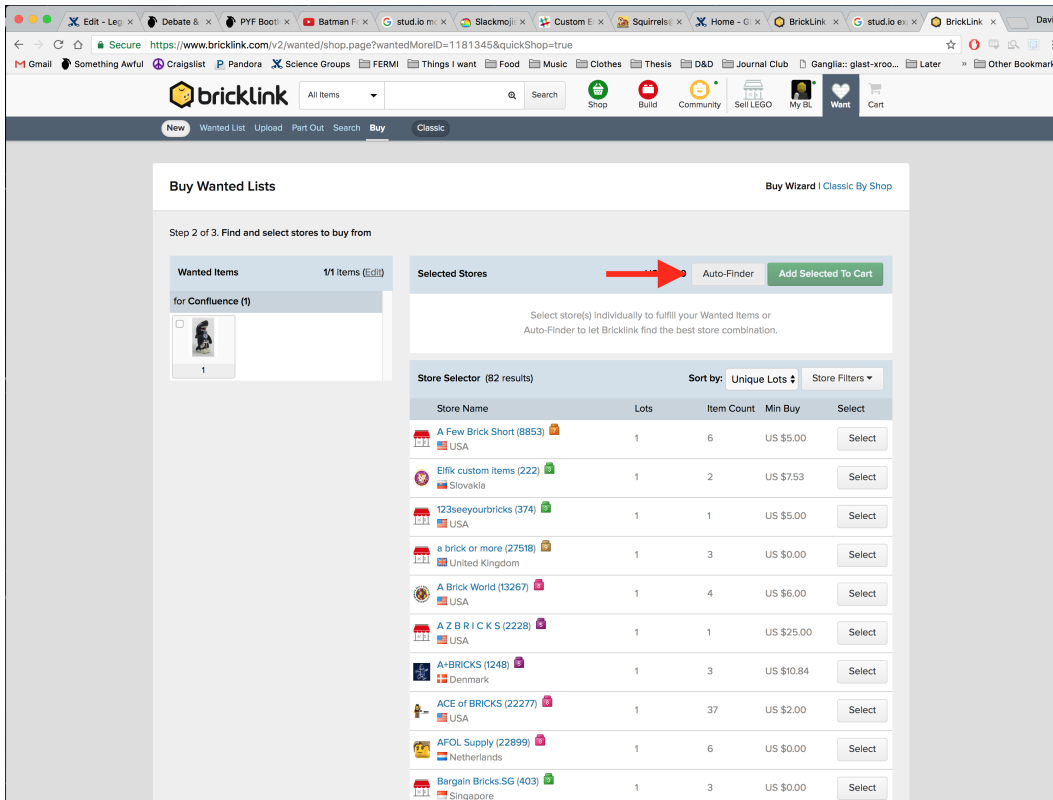 Edit - Leg
Debate &
PYF Booti
Batman Fo
stud.io mo
Slackmojis
Custom E
Squirrels
Home - Gi
BrickLink
stud.io ex
BrickLink
Davi
Secure https://www.bricklink.com/v2/wanted/shop.page?wantedMoreID=1181345&quickShop=true
Gmail Something Awful Craigslist Pandora Science Groups FERMI Things I want Food Music Clothes Thesis D&D Journal Club Ganglia:: glast-xroo... Later » Other Bookmark
bricklink All Items Search Shop Build Community Sell LEGO My BL Want Cart
New Wanted List Upload Part Out Search Buy Classic
Buy Wanted Lists Buy Wizard | Classic By Shop
Step 2 of 3. Find and select stores to buy from
Wanted Items 1/1 items (Edit)
for Confluence (1)
1
Selected Stores Auto-Finder Add Selected To Cart
Select store(s) individually to fulfill your Wanted Items or
Auto-Finder to let Bricklink find the best store combination.
Store Selector (82 results) Sort by: Unique Lots Store Filters
Store Name Lots Item Count Min Buy Select
A Few Brick Short (8853) 1 6 US $5.00 Select
USA
Elfik custom items (222) 1 2 US $7.53 Select
Slovakia
123seeyourbricks (374) 1 1 US $5.00 Select
USA
a brick or more (27518) 1 3 US $0.00 Select
United Kingdom
A Brick World (13267) 1 4 US $6.00 Select
USA
A Z B R I C K S (2228) 1 1 US $25.00 Select
USA
A+BRICKS (1248) 1 3 US $10.84 Select
Denmark
ACE of BRICKS (22277) 1 37 US $2.00 Select
USA
AFOL Supply (22899) 1 6 US $0.00 Select
Netherlands
Bargain Bricks.SG (403) 1 3 US $0.00 Select
Singapore